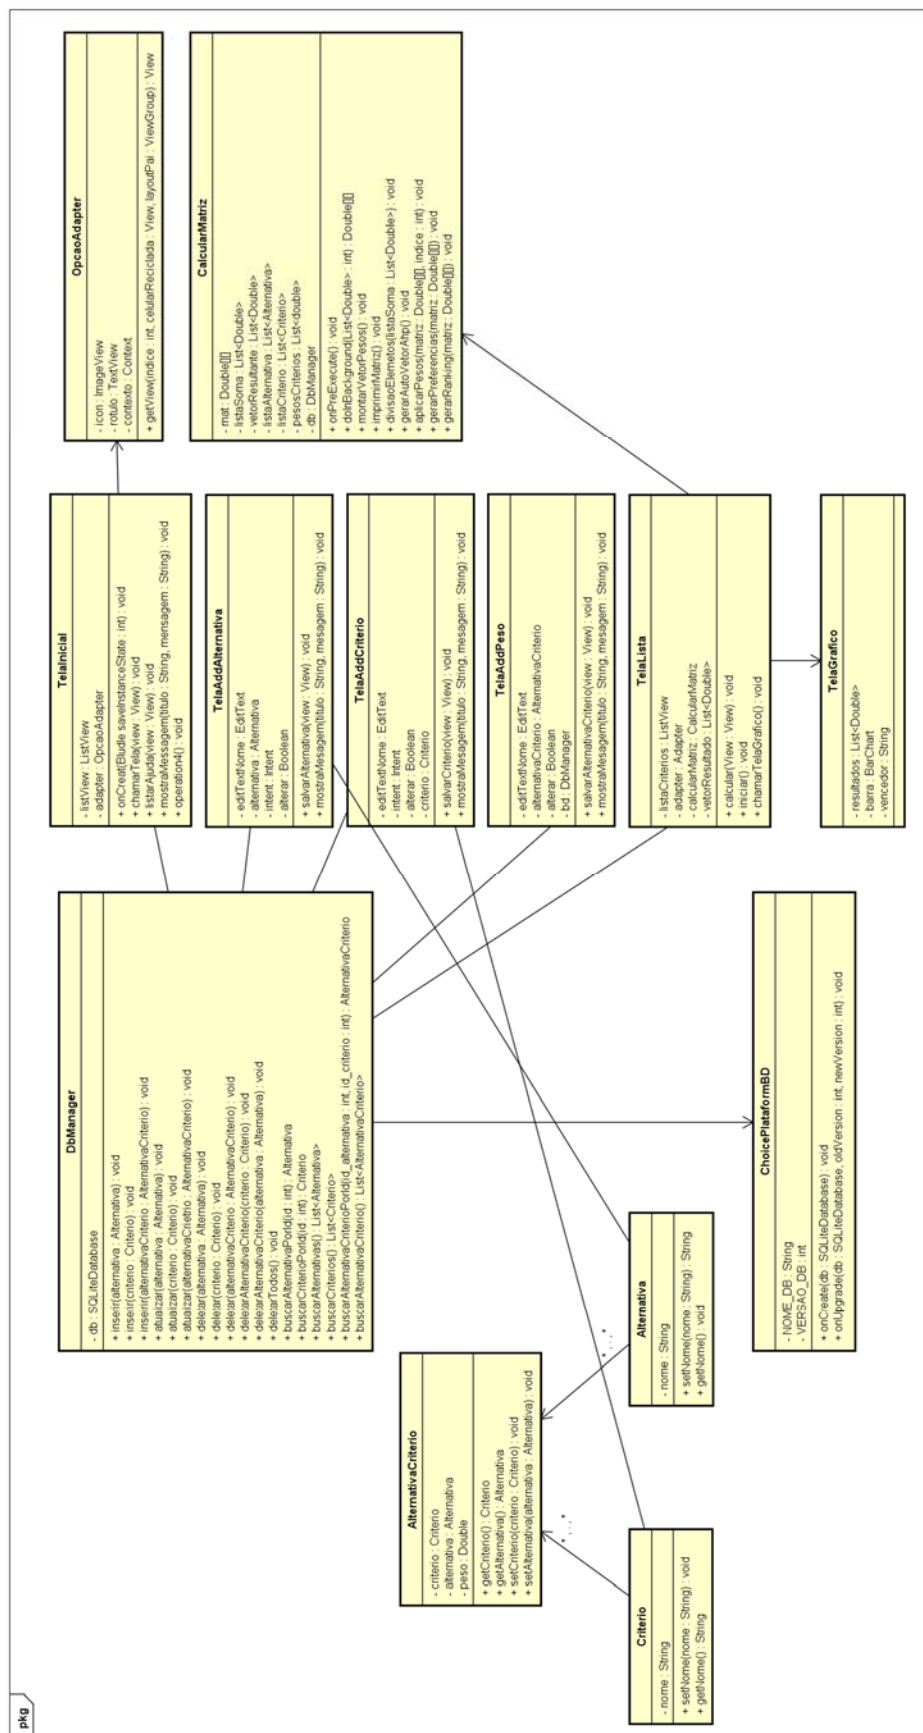 pkg
OpcaoAdapter
- icon : ImageView
- rotulo : TextView
- contexto : Context
+ getView(indice : int, celularReciclada : View, layoutPai : ViewGroup) : View
CalcularMatriz
- mat : Double[][]
- listaSoma : List<Double>
- vetorResultante : List<Double>
- listaAlternativa : List<Alternativa>
- listaCriterio : List<Criterio>
- pesosCriterios : List<double>
- db : DbManager
+ onPreExecute() : void
+ doInBackground(List<Double> : int) : Double[][]
+ montarVetorPesos() : void
+ imprimirMatriz() : void
+ divisaoElemetos(listaSoma : List<Double>) : void
+ gerarAutoVetorAhp() : void
+ aplicarPesos(matriz : Double[][], indice : int) : void
+ gerarPreferencias(matriz : Double[][]) : void
+ gerarRanking(matriz : Double[][]) : void
TelaInicial
- listView : ListView
- adapter : OpcaoAdapter
+ onCreat(Bludle saveInstanceState : int) : void
+ chamarTela(view : View) : void
+ listarAjuda(view : View) : void
+ mostraMessagem(titulo : String, mensagem : String) : void
+ operation4() : void
TelaAddAlternativa
- editTextNome : EditText
- alternativa : Alternativa
- intent : Intent
- alterar : Boolean
+ salvarAlternativa(view : View) : void
+ mostraMesagem(titulo : String, mesagem : String) : void
TelaAddCriterio
- editTextNome : EditText
- intent : Intent
- alterar : Boolean
- criterio : Criterio
+ salvarCriterio(view : View) : void
+ mostraMesagem(titulo : String, mesagem : String) : void
TelaAddPeso
- editTextNome : EditText
- alternativaCriterio : AlternativaCriterio
- alterar : Boolean
- bd : DbManager
+ salvarAlternativaCriterio(view : View) : void
+ mostraMesagem(titulo : String, mesagem : String) : void
TelaLista
- listaCriterios : ListView
- adapter : Adapter
- calcularMatriz : CalcularMatriz
- vetorResultado : List<Double>
+ calcular(View : View) : void
+ iniciar() : void
+ chamarTelaGrafico() : void
TelaGrafico
- resultados : List<Double>
- barra : BarChart
- vencedor : String
DbManager
- db : SQLiteDatabase
+ inserir(alternativa : Alternativa) : void
+ inserir(criterio : Criterio) : void
+ inserir(alternativaCriterio : AlternativaCriterio) : void
+ atualizar(alternativa : Alternativa) : void
+ atualizar(criterio : Criterio) : void
+ atualizar(alternativaCrietrio : AlternativaCriterio) : void
+ delear(alternativa : Alternativa) : void
+ delear(criterio : Criterio) : void
+ delear(alternativaCriterio : AlternativaCriterio) : void
+ delearAlternativaCriterio(criterio : Criterio) : void
+ delearAlternativaCriterio(alternativa : Alternativa) : void
+ delearTodos() : void
+ buscarAlternativaPorId(id : int) : Alternativa
+ buscarCriterioPorId(id : int) : Criterio
+ buscarAlternativas() : List<Alternativa>
+ buscarCriterios() : List<Criterio>
+ buscarAlternativaCriterioPorId(id_alternativa : int, id_criterio : int) : AlternativaCriterio
+ buscarAlternativaCriterio() : List<AlternativaCriterio>
ChoicePlataformBD
- NOME_DB : String
- VERSAO_DB : int
+ onCreate(db : SQLiteDatabase) : void
+ onUpgrade(db : SQLiteDatabase, oldVersion : int, newVersion : int) : void
AlternativaCriterio
- criterio : Criterio
- alternativa : Alternativa
- peso : Double
+ getCriterio() : Criterio
+ getAlternativa() : Alternativa
+ setCriterio(criterio : Criterio) : void
+ setAlternativa(alternativa : Alternativa) : void
*...*
*...*
Alternativa
- nome : String
+ setNome(nome : String) : String
+ getNome() : void
Criterio
- nome : String
+ setNome(nome : String) : void
+ getNome() : String